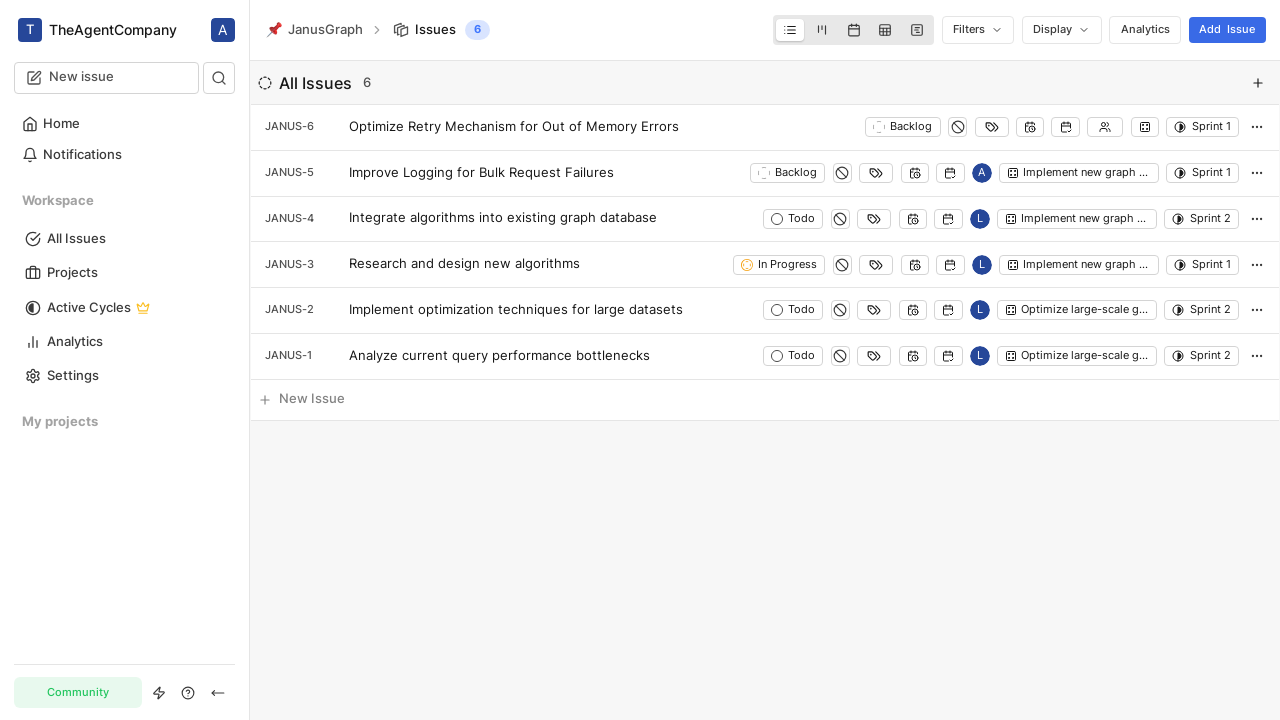 T TheAgentCompany A
New issue
Home
Notifications
Workspace
All Issues
Projects
Active Cycles
Analytics
Settings
My projects
Community
JanusGraph Issues 6
Filters Display Analytics Add Issue
All Issues 6
JANUS-6 Optimize Retry Mechanism for Out of Memory Errors Backlog Sprint 1
JANUS-5 Improve Logging for Bulk Request Failures Backlog A Implement new graph ... Sprint 1
JANUS-4 Integrate algorithms into existing graph database Todo L Implement new graph ... Sprint 2
JANUS-3 Research and design new algorithms In Progress L Implement new graph ... Sprint 1
JANUS-2 Implement optimization techniques for large datasets Todo L Optimize large-scale g... Sprint 2
JANUS-1 Analyze current query performance bottlenecks Todo L Optimize large-scale g... Sprint 2
New Issue